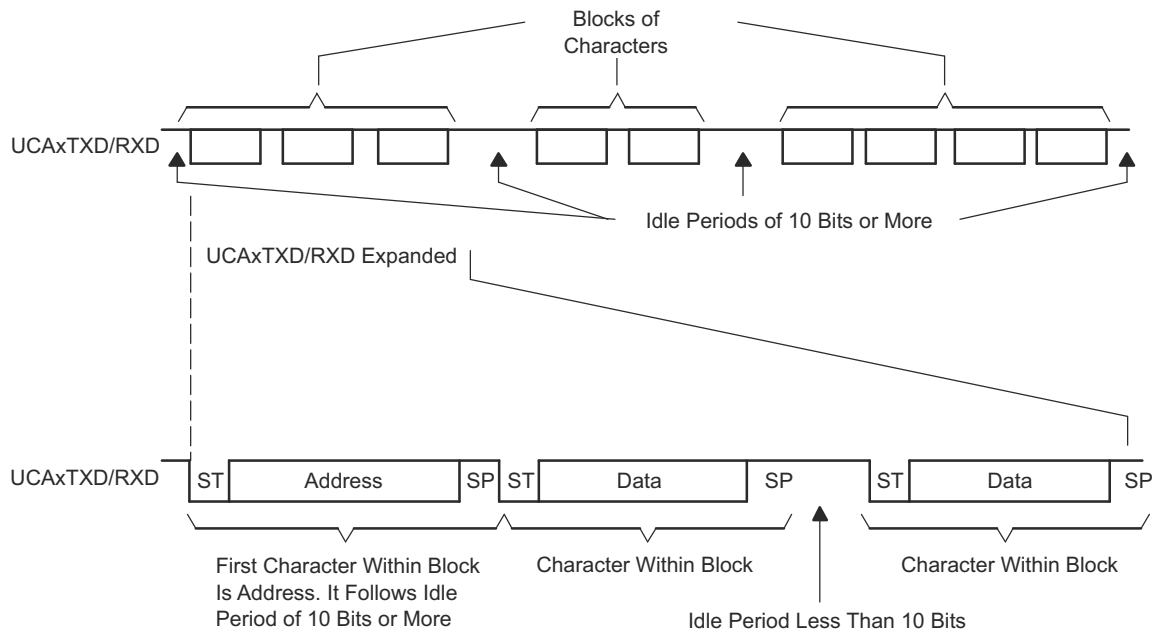 Blocks of
Characters
UCAxTXD/RXD
Idle Periods of 10 Bits or More
UCAxTXD/RXD Expanded
UCAxTXD/RXD
ST
Address
SP
ST
Data
SP
ST
Data
SP
First Character Within Block
Is Address. It Follows Idle
Period of 10 Bits or More
Character Within Block
Character Within Block
Idle Period Less Than 10 Bits